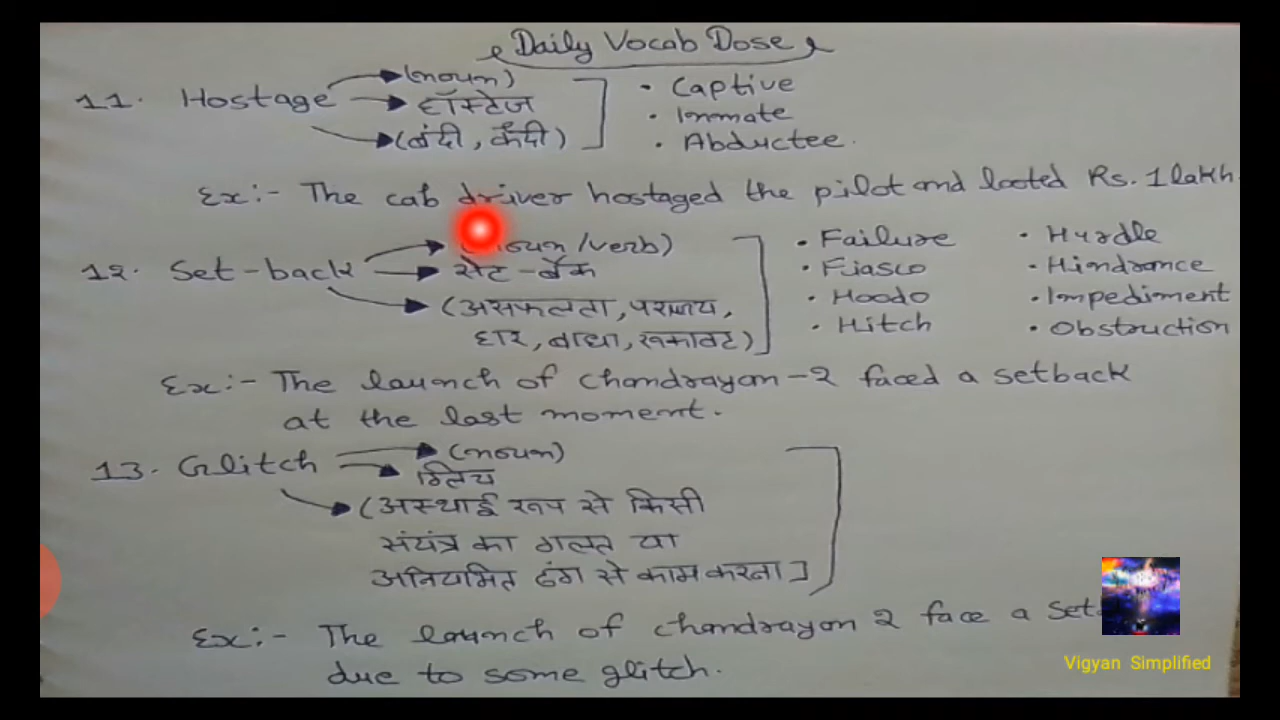 Daily Vocab Dose
11. Hostage
(noun)
हॉस्टेज
(बंदी, कैदी)
• Captive
• Inmate
• Abductee.
Ex:- The cab driver hostaged the pilot and looted Rs. 1 lakh.
12. Set-back
(noun/verb)
सेट-बैक
(असफलता, पराजय,
हार, बाधा, रूकावट)
• Failure
• Fiasco
• Hoodo
• Hitch
• Hurdle
• Hindrance
• Impediment
• Obstruction
Ex:- The launch of chandrayan-2 faced a setback
at the last moment.
13. Glitch
(noun)
ग्लिच
(अस्थाई रूप से किसी
संयंत्र का गलत या
अनियमित ढंग से काम करना]
Ex:- The launch of chandrayan 2 face a
due to some glitch.
Vigyan Simplified